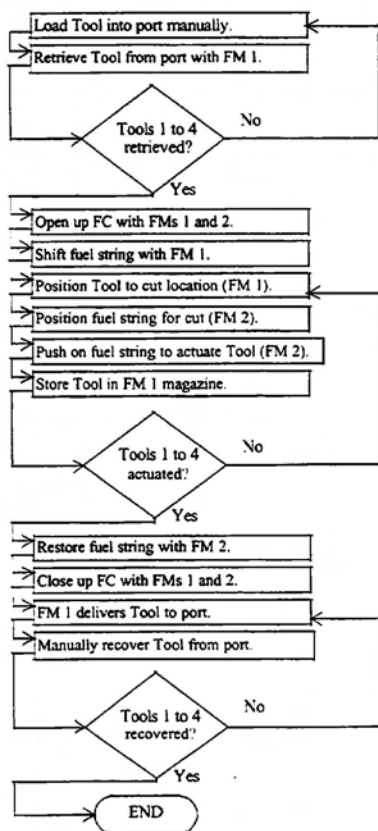 Load Tool into port manually.
Retrieve Tool from port with FM 1.
Tools 1 to 4
retrieved?
No
Yes
Open up FC with FMs 1 and 2.
Shift fuel string with FM 1.
Position Tool to cut location (FM 1).
Position fuel string for cut (FM 2).
Push on fuel string to actuate Tool (FM 2).
Store Tool in FM 1 magazine.
Tools 1 to 4
actuated?
No
Yes
Restore fuel string with FM 2.
Close up FC with FMs 1 and 2.
FM 1 delivers Tool to port.
Manually recover Tool from port.
Tools 1 to 4
recovered?
No
Yes
END